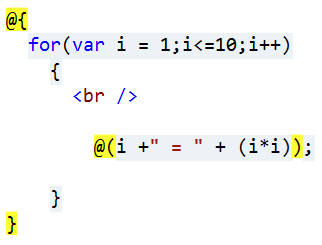 @{
for(var i = 1;i<=10;i++)
{
<br />
@(i +" = " + (i*i));
}
}